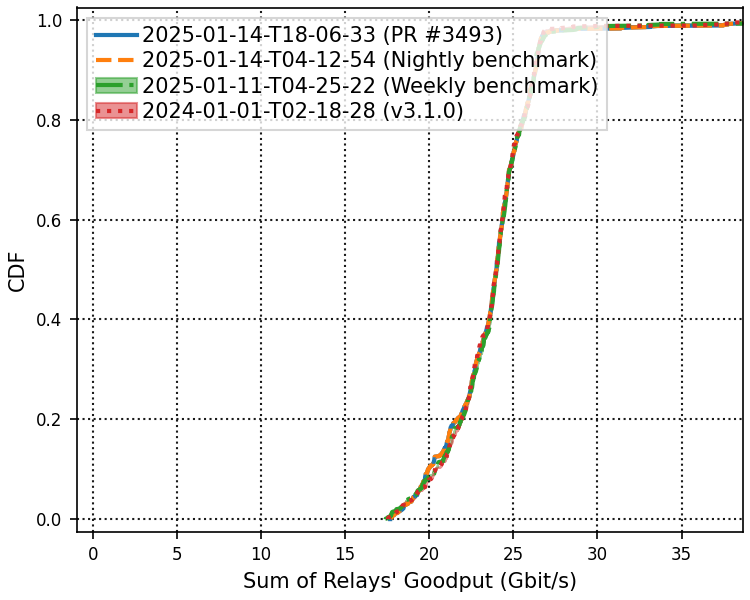 2025-01-14-T18-06-33 (PR #3493)
2025-01-14-T04-12-54 (Nightly benchmark)
2025-01-11-T04-25-22 (Weekly benchmark)
2024-01-01-T02-18-28 (v3.1.0)
1.0
0.8
0.6
0.4
0.2
0.0
CDF
0 5 10 15 20 25 30 35
Sum of Relays' Goodput (Gbit/s)